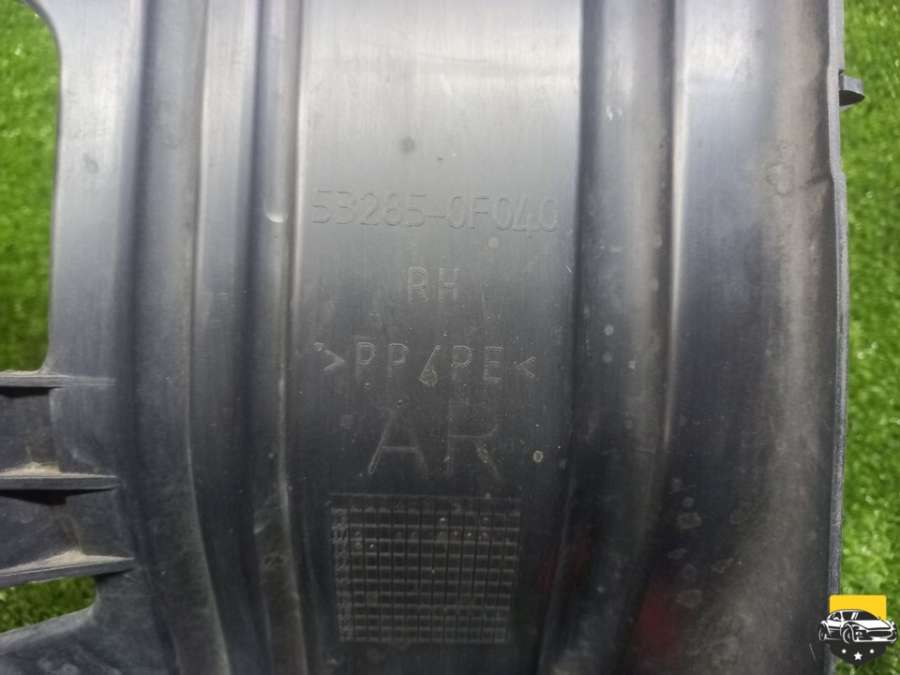 53285-0F040
RH
>PP/PE<
AR